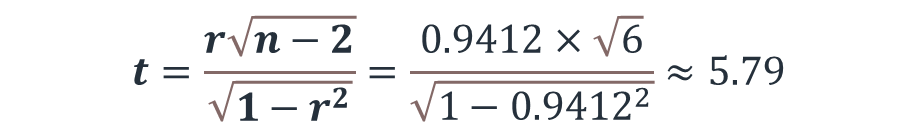 t = r√(n − 2) / √(1 − r²) = 0.9412 × √6 / √(1 − 0.9412²) ≈ 5.79